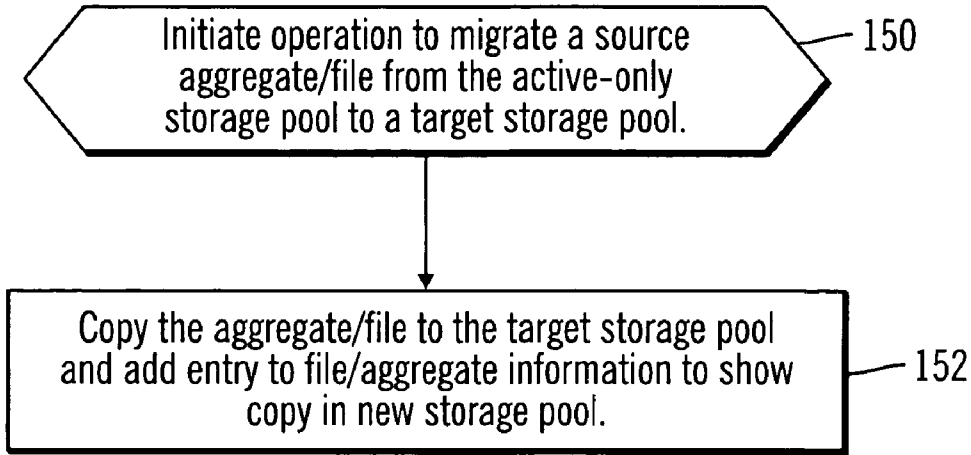 Initiate operation to migrate a source
aggregate/file from the active-only
storage pool to a target storage pool.
150
Copy the aggregate/file to the target storage pool
and add entry to file/aggregate information to show
copy in new storage pool.
152